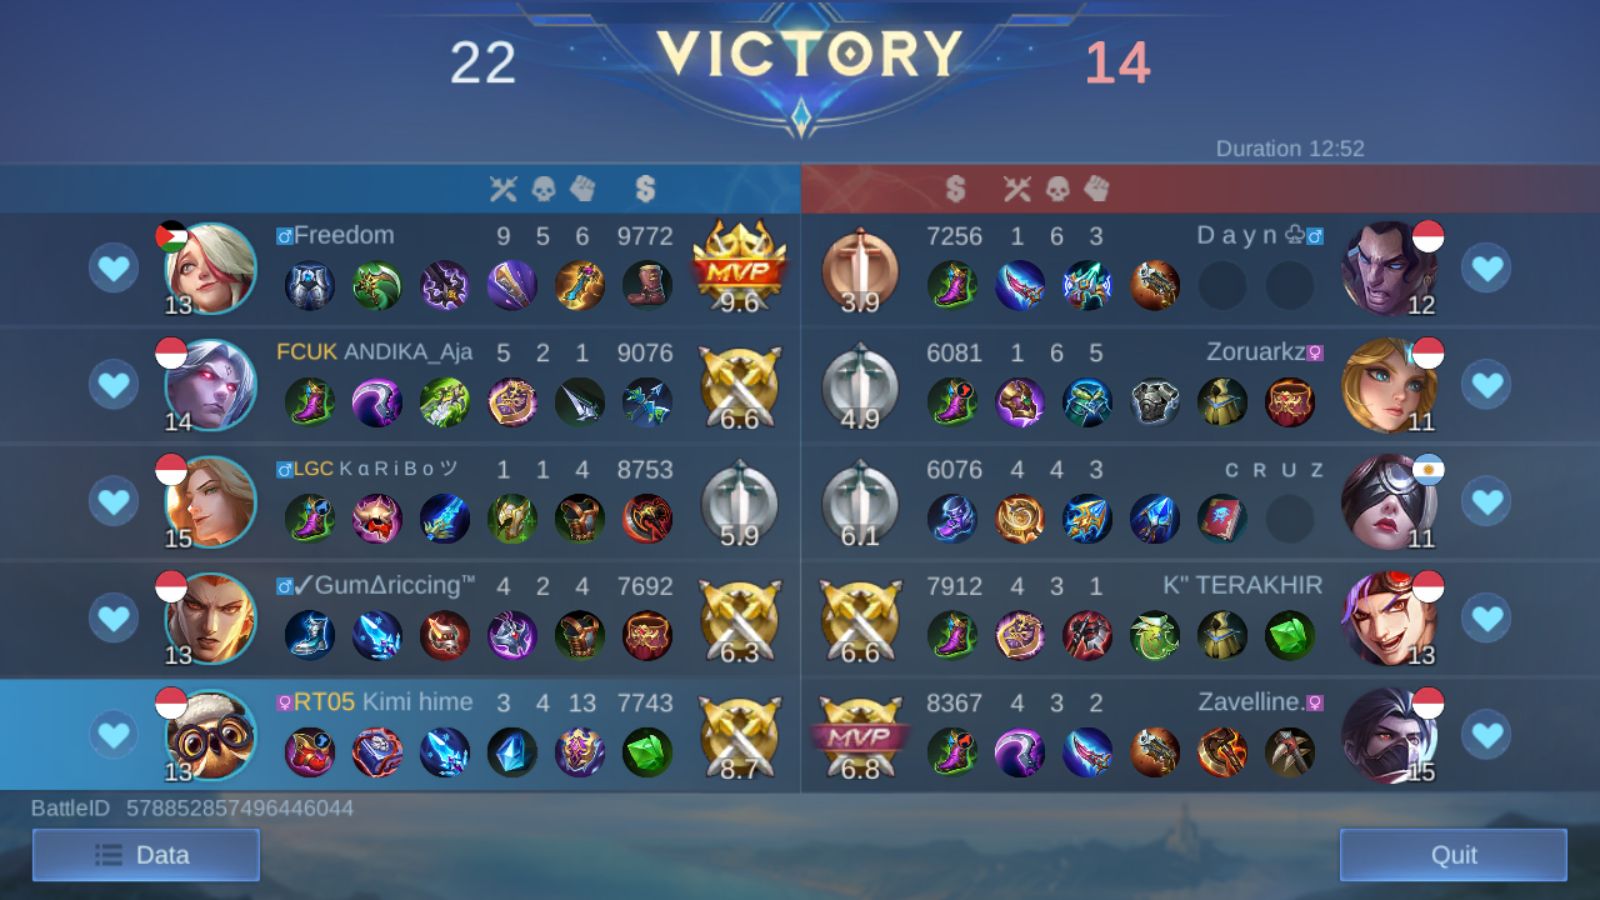 22 VICTORY 14
Duration 12:52
Freedom 9 5 6 9772 MVP 9.6 13
3.9 7256 1 6 3 D a y n♧ 12
FCUK ANDIKA_Aja 5 2 1 9076 6.6 14
4.9 6081 1 6 5 Zoruarkz 11
LGC K α R i B o ツ 1 1 4 8753 5.9 15
6.1 6076 4 4 3 C R U Z 11
✓GumΔriccing™ 4 2 4 7692 6.3 13
6.6 7912 4 3 1 K" TERAKHIR 13
RT05 Kimi hime 3 4 13 7743 8.7 13
MVP 6.8 8367 4 3 2 Zavelline. 15
BattleID 578852857496446044
Data
Quit